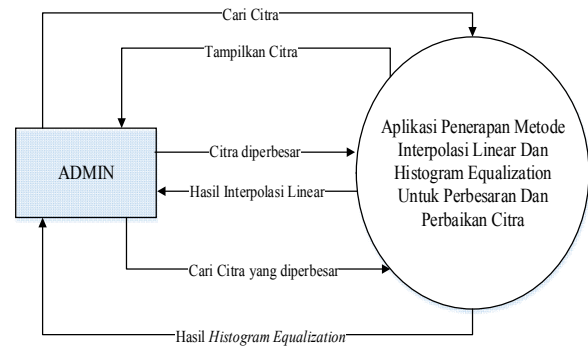 Cari Citra
Tampilkan Citra
Aplikasi Penerapan Metode
Interpolasi Linear Dan
Histogram Equalization
Untuk Perbesaran Dan
Perbaikan Citra
Citra diperbesar
ADMIN
Hasil Interpolasi Linear
Cari Citra yang diperbesar
Hasil Histogram Equalization